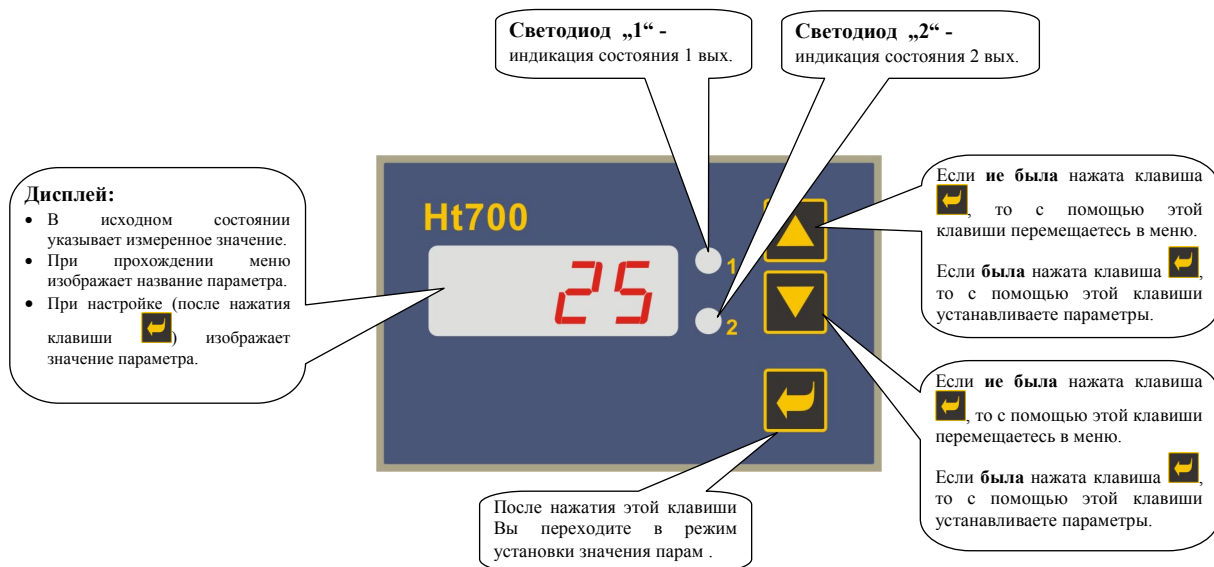 Светодиод „1“ -
индикация состояния 1 вых.
Светодиод „2“ -
индикация состояния 2 вых.
Дисплей:
• В исходном состоянии
указывает измеренное значение.
• При прохождении меню
изображает название параметра.
• При настройке (после нажатия
клавиши ) изображает
значение параметра.
Ht700
25
1
2
Если ие была нажата клавиша
, то с помощью этой
клавиши перемещаетесь в меню.
Если была нажата клавиша ,
то с помощью этой клавиши
устанавливаете параметры.
Если ие была нажата клавиша
, то с помощью этой клавиши
перемещаетесь в меню.
Если была нажата клавиша ,
то с помощью этой клавиши
устанавливаете параметры.
После нажатия этой клавиши
Вы переходите в режим
установки значения парам .